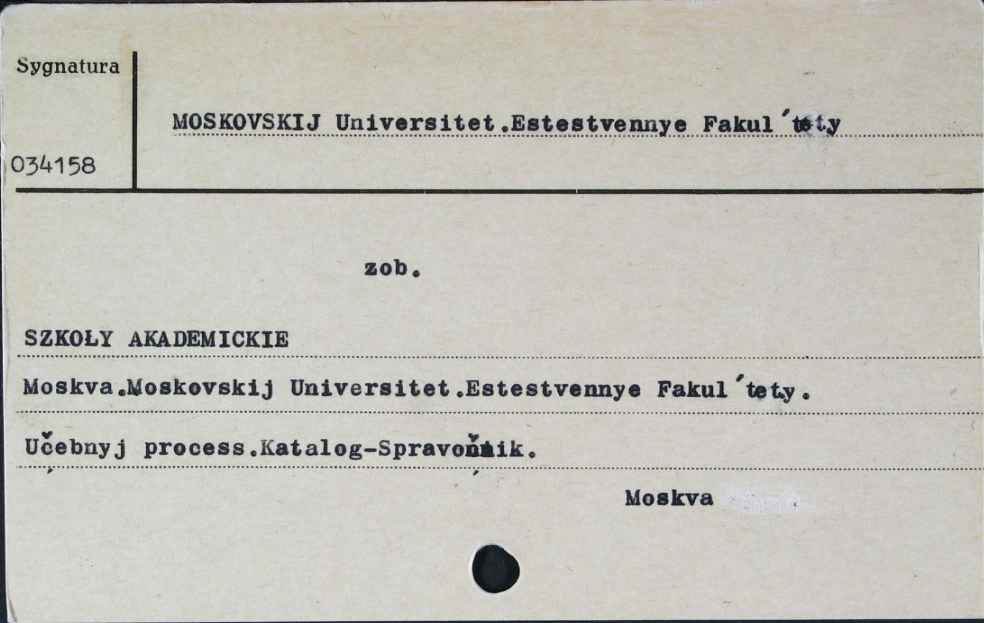 Sygnatura
MOSKOVSKIJ Universitet.Estestvennye Fakul´tety
034158
zob.
SZKOŁY AKADEMICKIE
Moskva.Moskovskij Universitet.Estestvennye Fakul´tety.
Učebnyj process.Katalog-Spravočnik.
Moskva